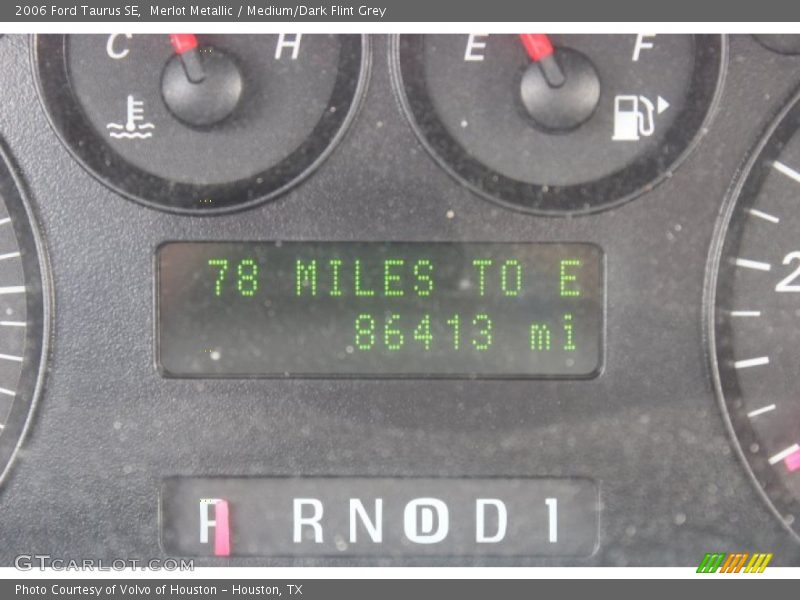 2006 Ford Taurus SE,  Merlot Metallic / Medium/Dark Flint Grey
C H E F
78 MILES TO E
86413 mi
2
P R N D D 1
GTCARLOT.COM
Photo Courtesy of Volvo of Houston - Houston, TX